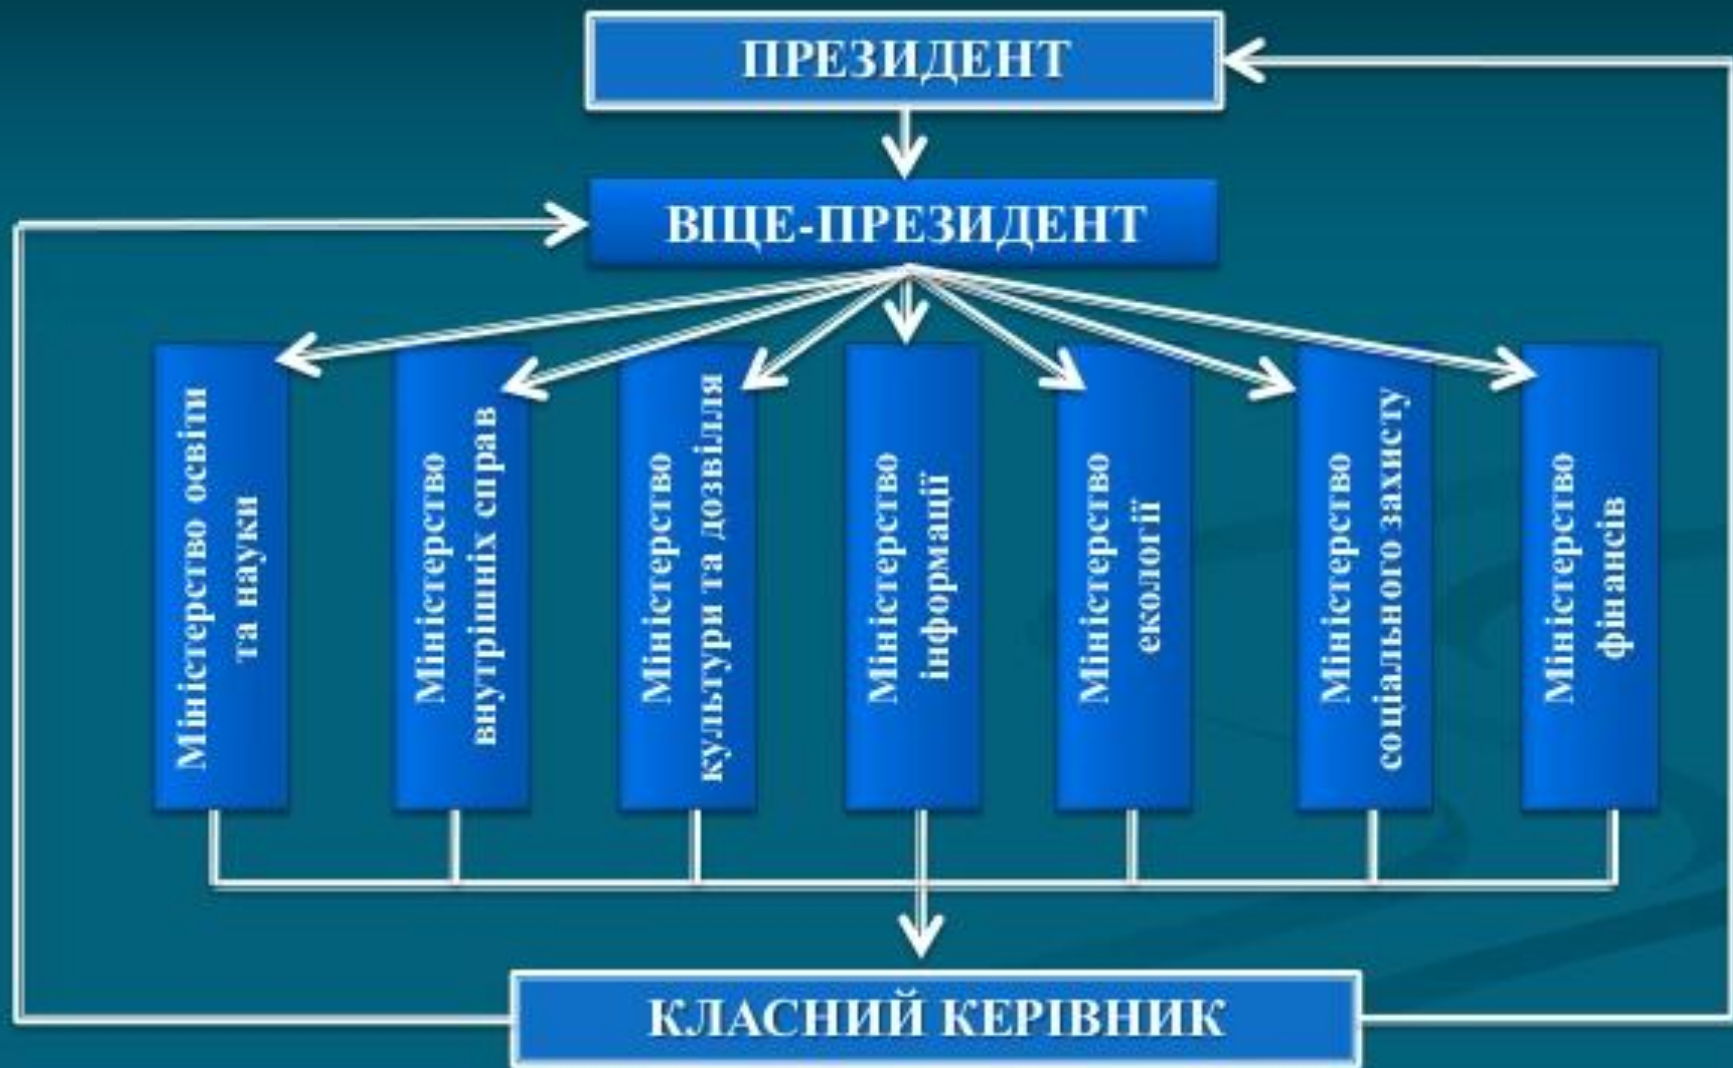 ПРЕЗИДЕНТ
ВІЦЕ-ПРЕЗИДЕНТ
Міністерство освіти
та науки
Міністерство
внутрішніх справ
Міністерство
культури та дозвілля
Міністерство
інформації
Міністерство
екології
Міністерство
соціального захисту
Міністерство
фінансів
КЛАСНИЙ КЕРІВНИК